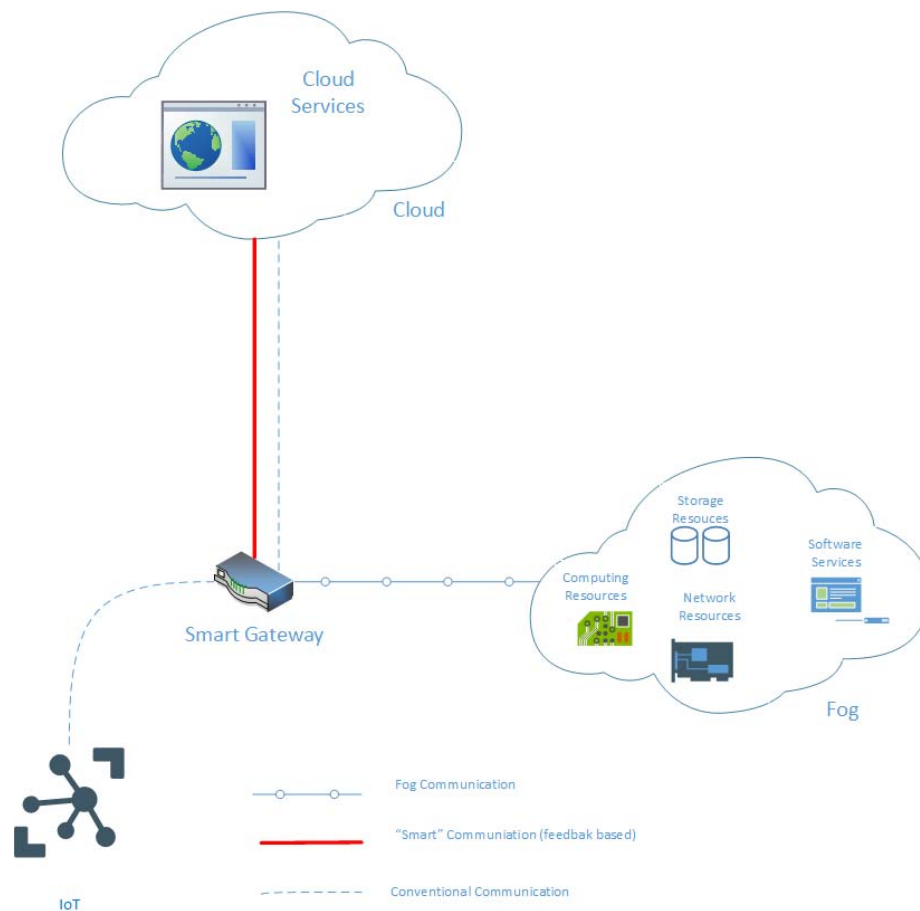 Cloud
Services
Cloud
Storage
Resouces
Software
Services
Computing
Resources
Network
Resources
Smart Gateway
Fog
Fog Communication
“Smart” Communiation (feedbak based)
Conventional Communication
IoT